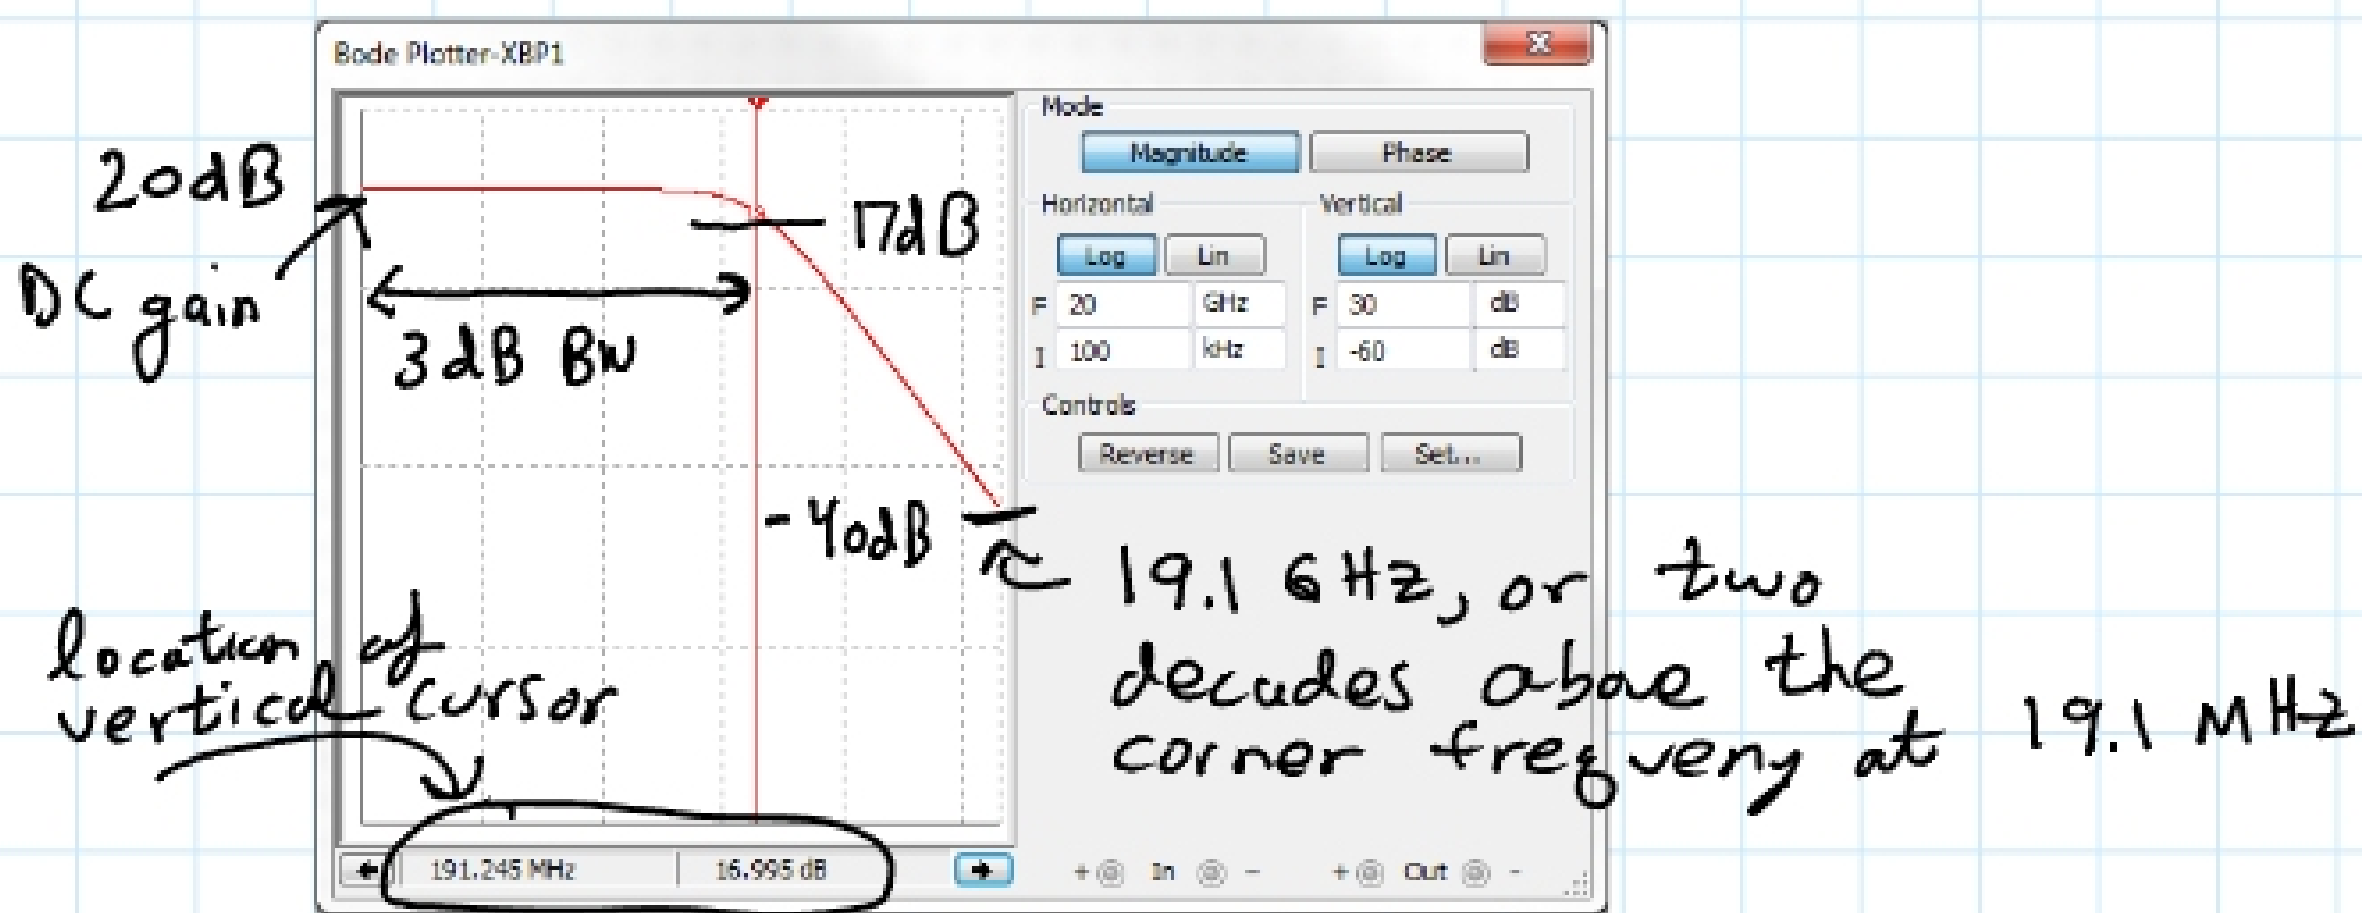 Bode Plotter-XBP1
Mode
Magnitude Phase
Horizontal Vertical
Log Lin Log Lin
F 20 GHz F 30 dB
I 100 kHz I -60 dB
Controls
Reverse Save Set...
20dB
DC gain
17dB
3dB BW
-40dB
≈ 19.1 GHz, or two
decades above the
corner frequency at 19.1 MHz
location of
vertical cursor
191.245 MHz 16.995 dB
+ In - + Out -